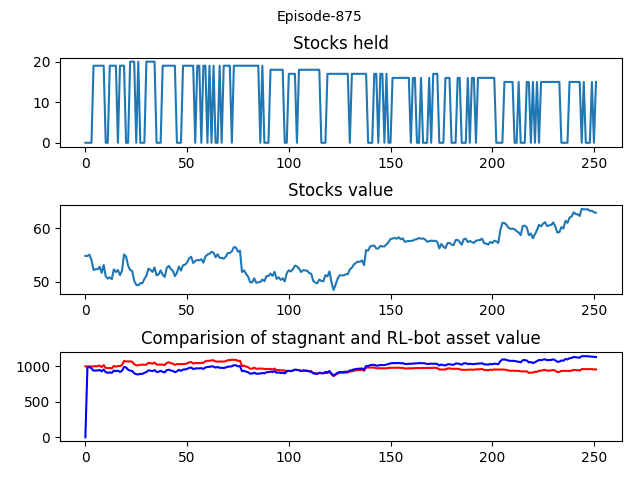 Episode-875
Stocks held
20
10
0
0 50 100 150 200 250
Stocks value
60
50
0 50 100 150 200 250
Comparision of stagnant and RL-bot asset value
1000
500
0
0 50 100 150 200 250